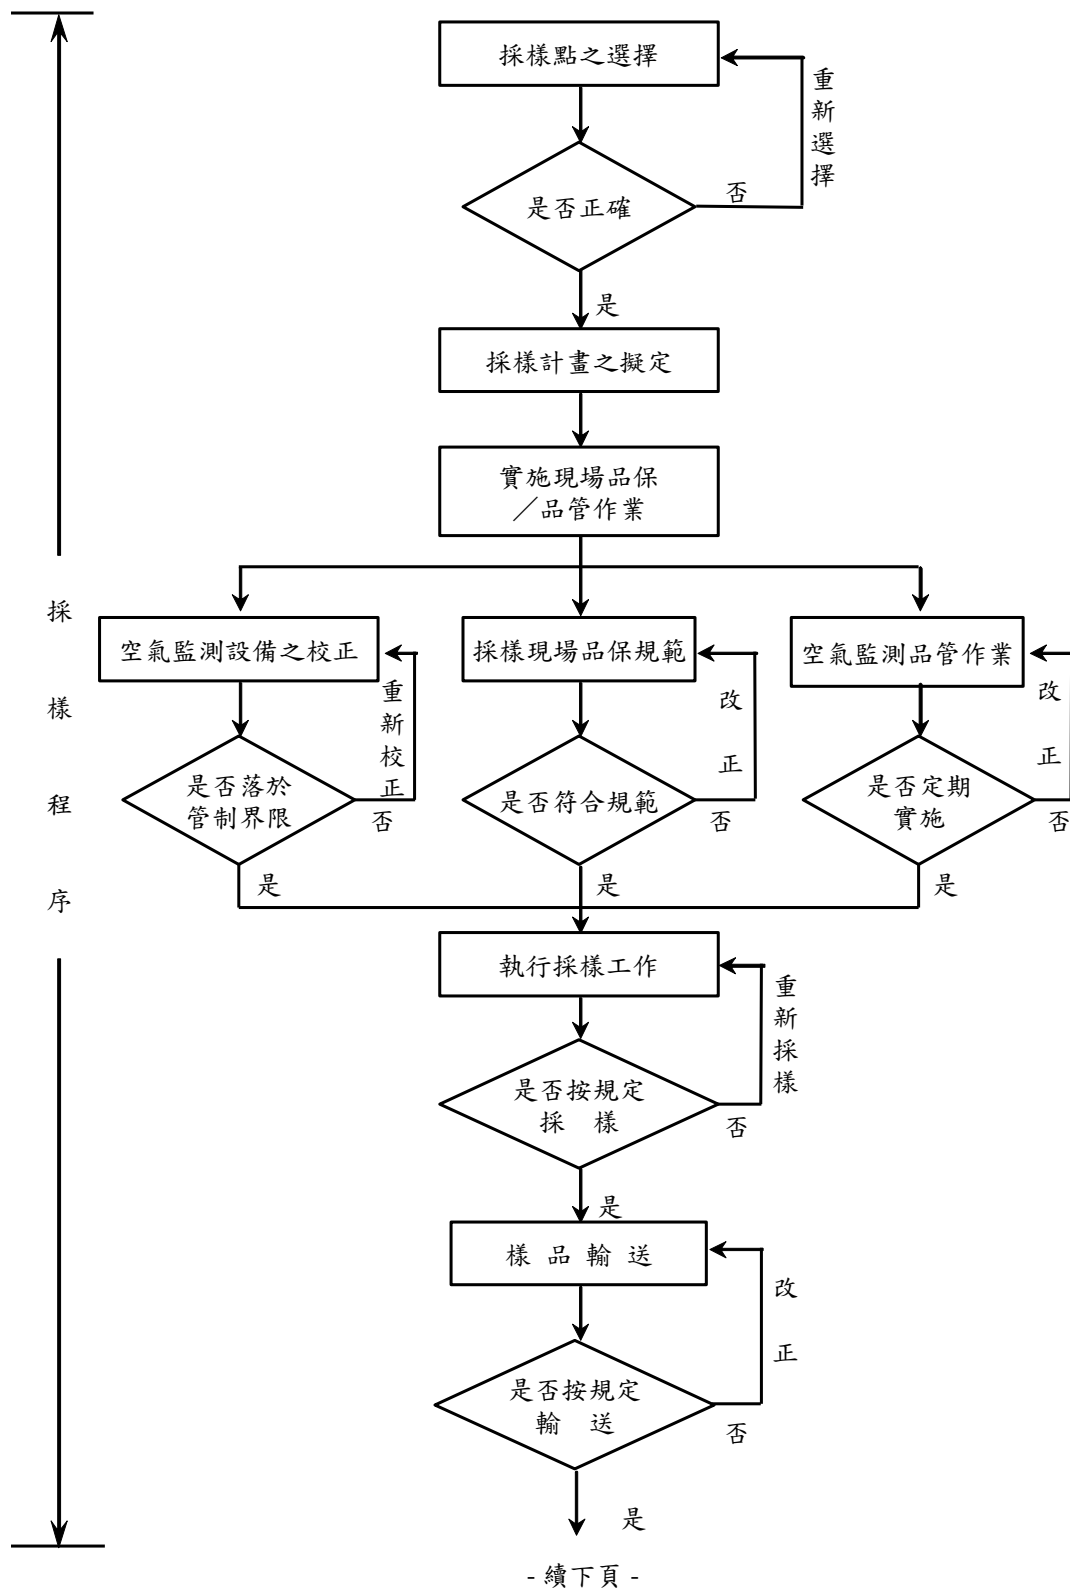 採樣程序
採樣點之選擇
重新選擇
是否正確
否
是
採樣計畫之擬定
實施現場品保
／品管作業
空氣監測設備之校正
採樣現場品保規範
空氣監測品管作業
重新校正
改正
改正
是否落於
管制界限
否
是否符合規範
否
是否定期
實施
否
是
是
是
執行採樣工作
重新採樣
是否按規定
採 樣
否
是
樣 品 輸 送
改正
是否按規定
輸 送
否
是
- 續下頁 -